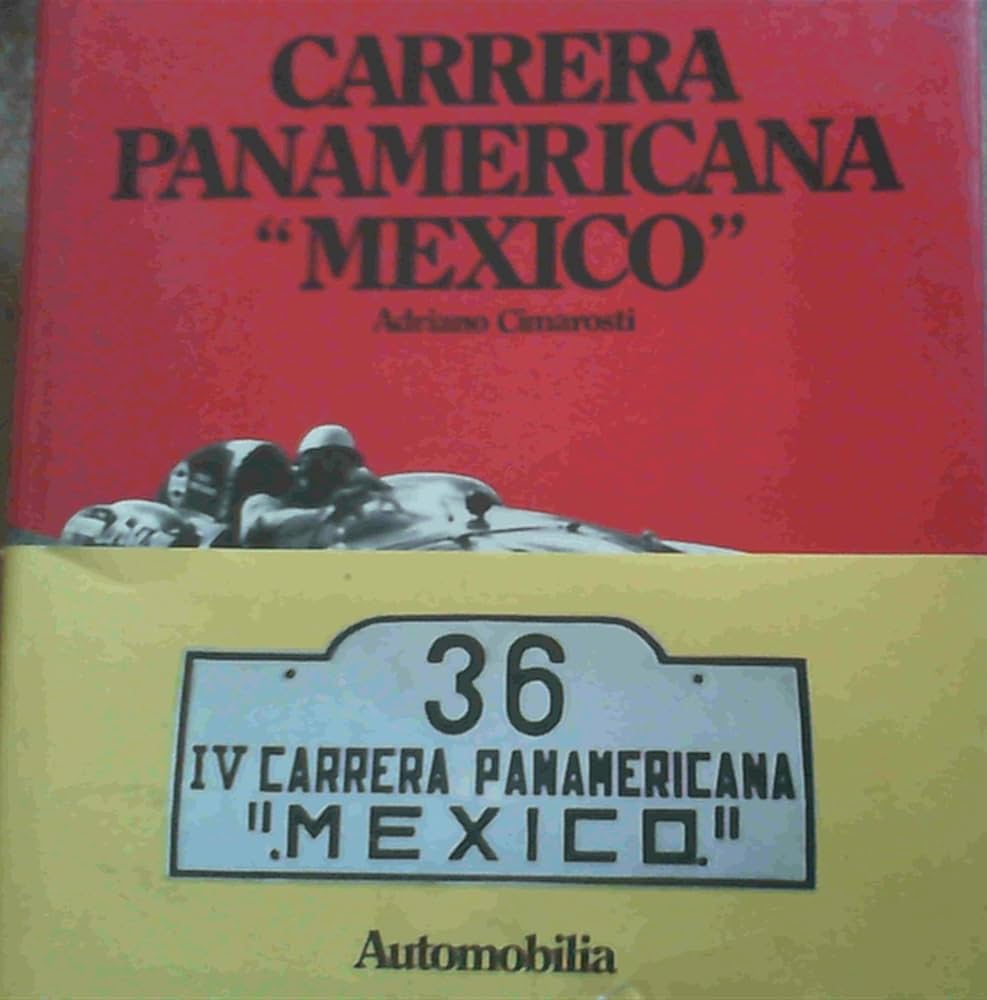 CARRERA
PANAMERICANA
“MEXICO”
Adriano Cimarosti
36
IV CARRERA PANAMERICANA
".MEXICO."
Automobilia